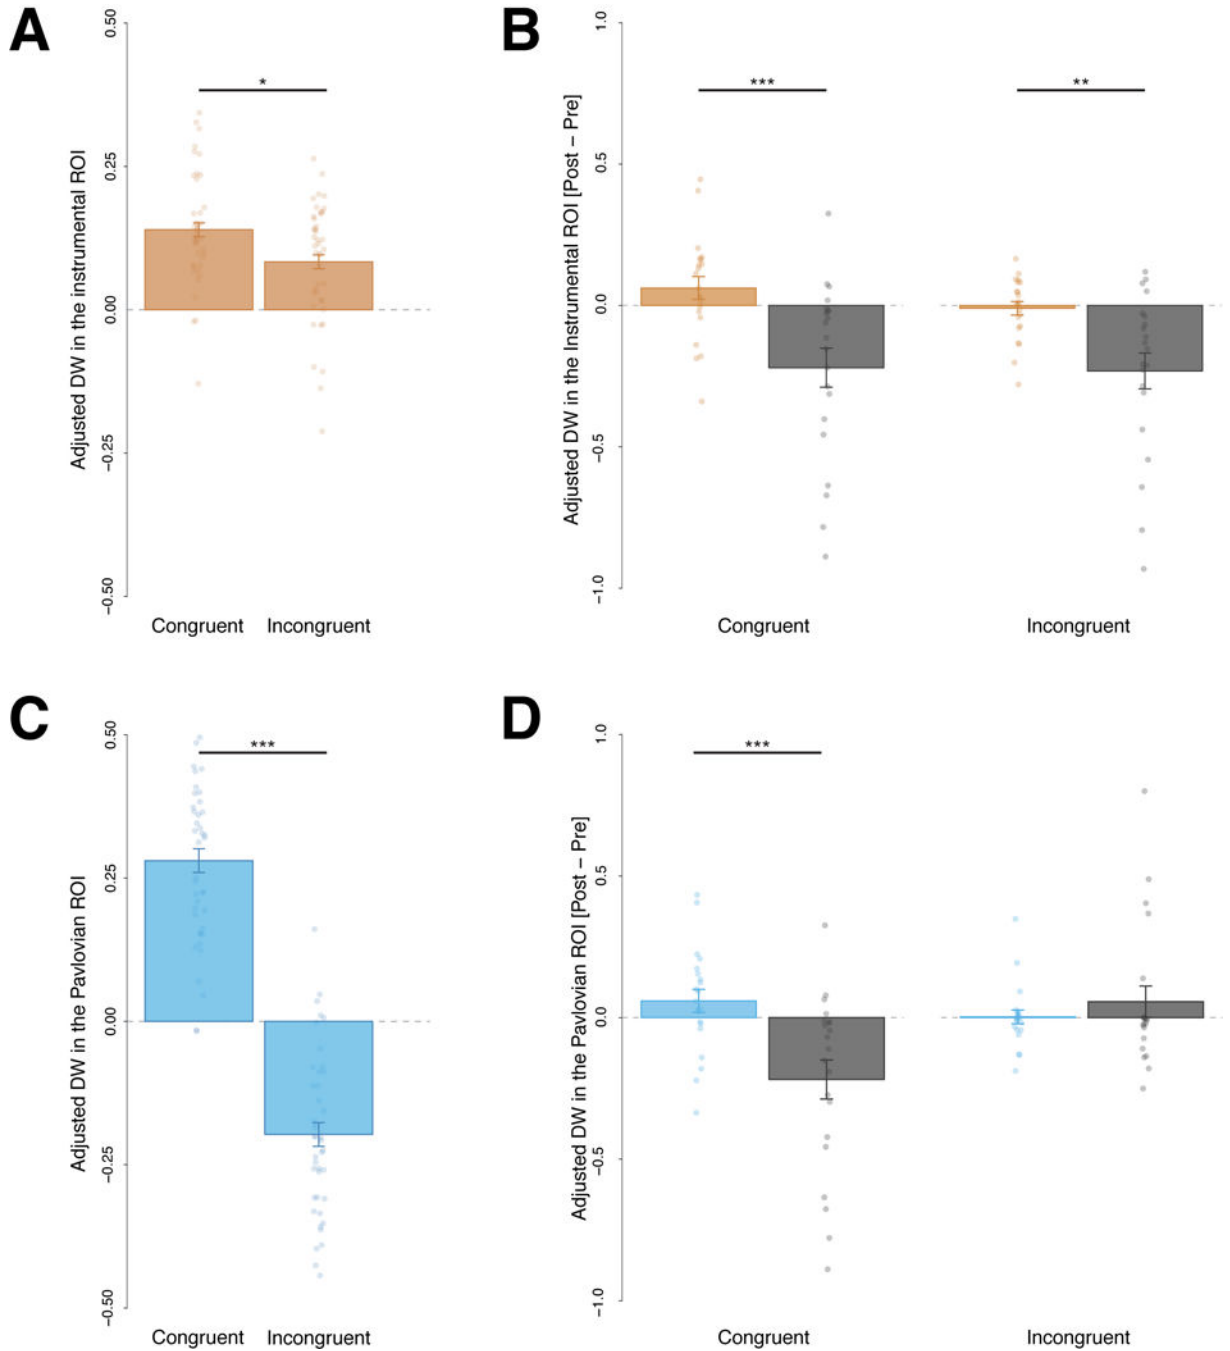 A
Adjusted DW in the instrumental ROI
0.50
0.25
0.00
−0.25
−0.50
*
Congruent Incongruent
B
Adjusted DW in the Instrumental ROI [Post − Pre]
1.0
0.5
0.0
−0.5
−1.0
***
**
Congruent
Incongruent
C
Adjusted DW in the Pavlovian ROI
0.50
0.25
0.00
−0.25
−0.50
***
Congruent Incongruent
D
Adjusted DW in the Pavlovian ROI [Post − Pre]
1.0
0.5
0.0
−0.5
−1.0
***
Congruent
Incongruent